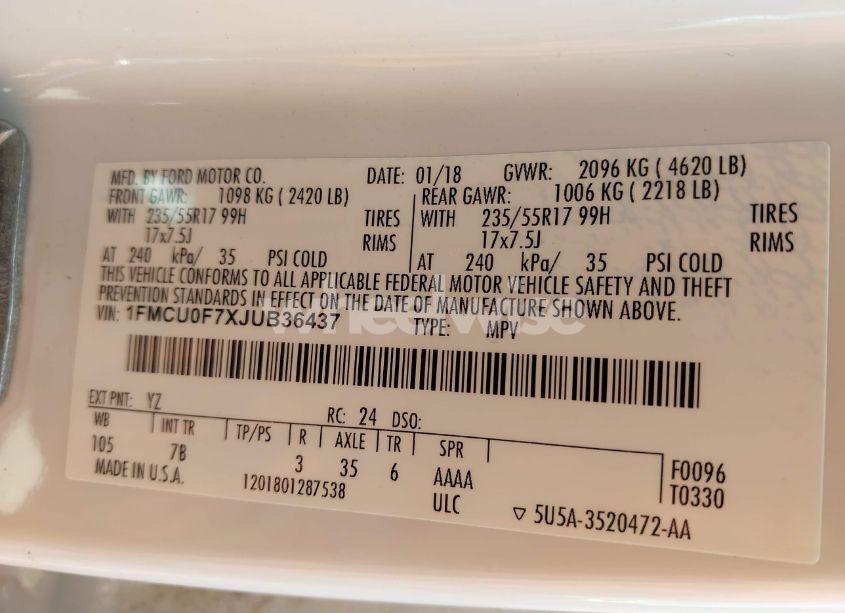 MFD. BY FORD MOTOR CO. DATE: 01/18 GVWR: 2096 KG ( 4620 LB)
FRONT GAWR: 1098 KG ( 2420 LB) REAR GAWR: 1006 KG ( 2218 LB)
WITH 235/55R17 99H TIRES WITH 235/55R17 99H TIRES
17x7.5J RIMS 17x7.5J RIMS
AT 240 kPa/ 35 PSI COLD AT 240 kPa/ 35 PSI COLD
THIS VEHICLE CONFORMS TO ALL APPLICABLE FEDERAL MOTOR VEHICLE SAFETY AND THEFT
PREVENTION STANDARDS IN EFFECT ON THE DATE OF MANUFACTURE SHOWN ABOVE.
VIN: 1FMCU0F7XJUB36437 TYPE: MPV
EXT PNT: YZ RC: 24 DSO:
WB INT TR TP/PS R AXLE TR SPR
105 7B 3 35 6 AAAA F0096
MADE IN U.S.A. 1201801287538 ULC T0330
▽ 5U5A-3520472-AA